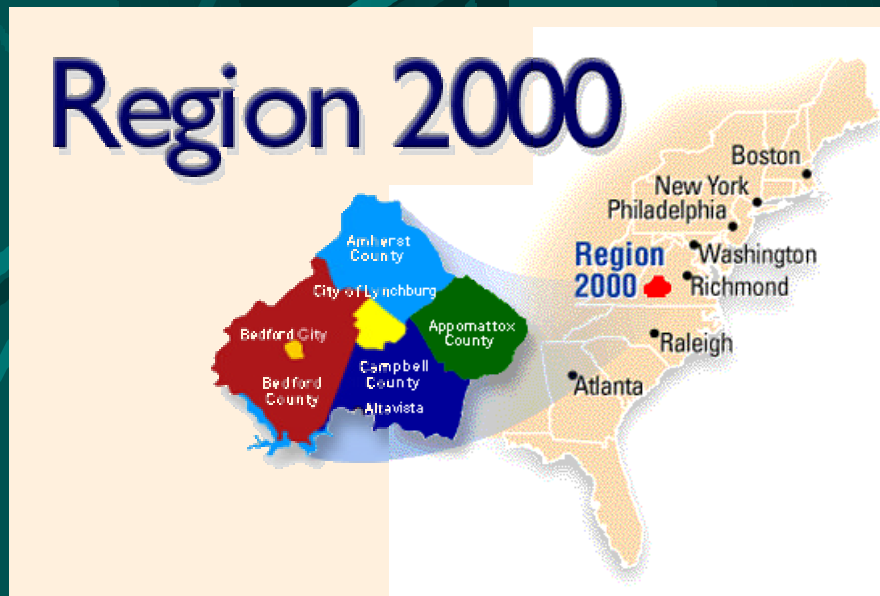 Region 2000
Amherst
County
City of Lynchburg
Bedford City
Bedford
County
Appomattox
County
Campbell
County
Altavista
Boston
New York
Philadelphia
Washington
Region
2000
Richmond
Raleigh
Atlanta